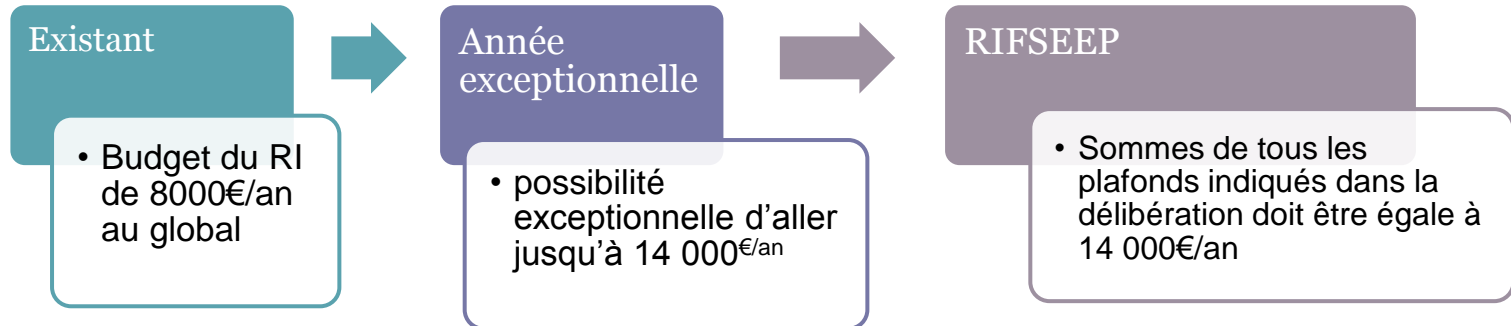 Existant
• Budget du RI
de 8000€/an
au global
Année
exceptionnelle
• possibilité
exceptionnelle d’aller
jusqu’à 14 000€/an
RIFSEEP
• Sommes de tous les
plafonds indiqués dans la
délibération doit être égale à
14 000€/an